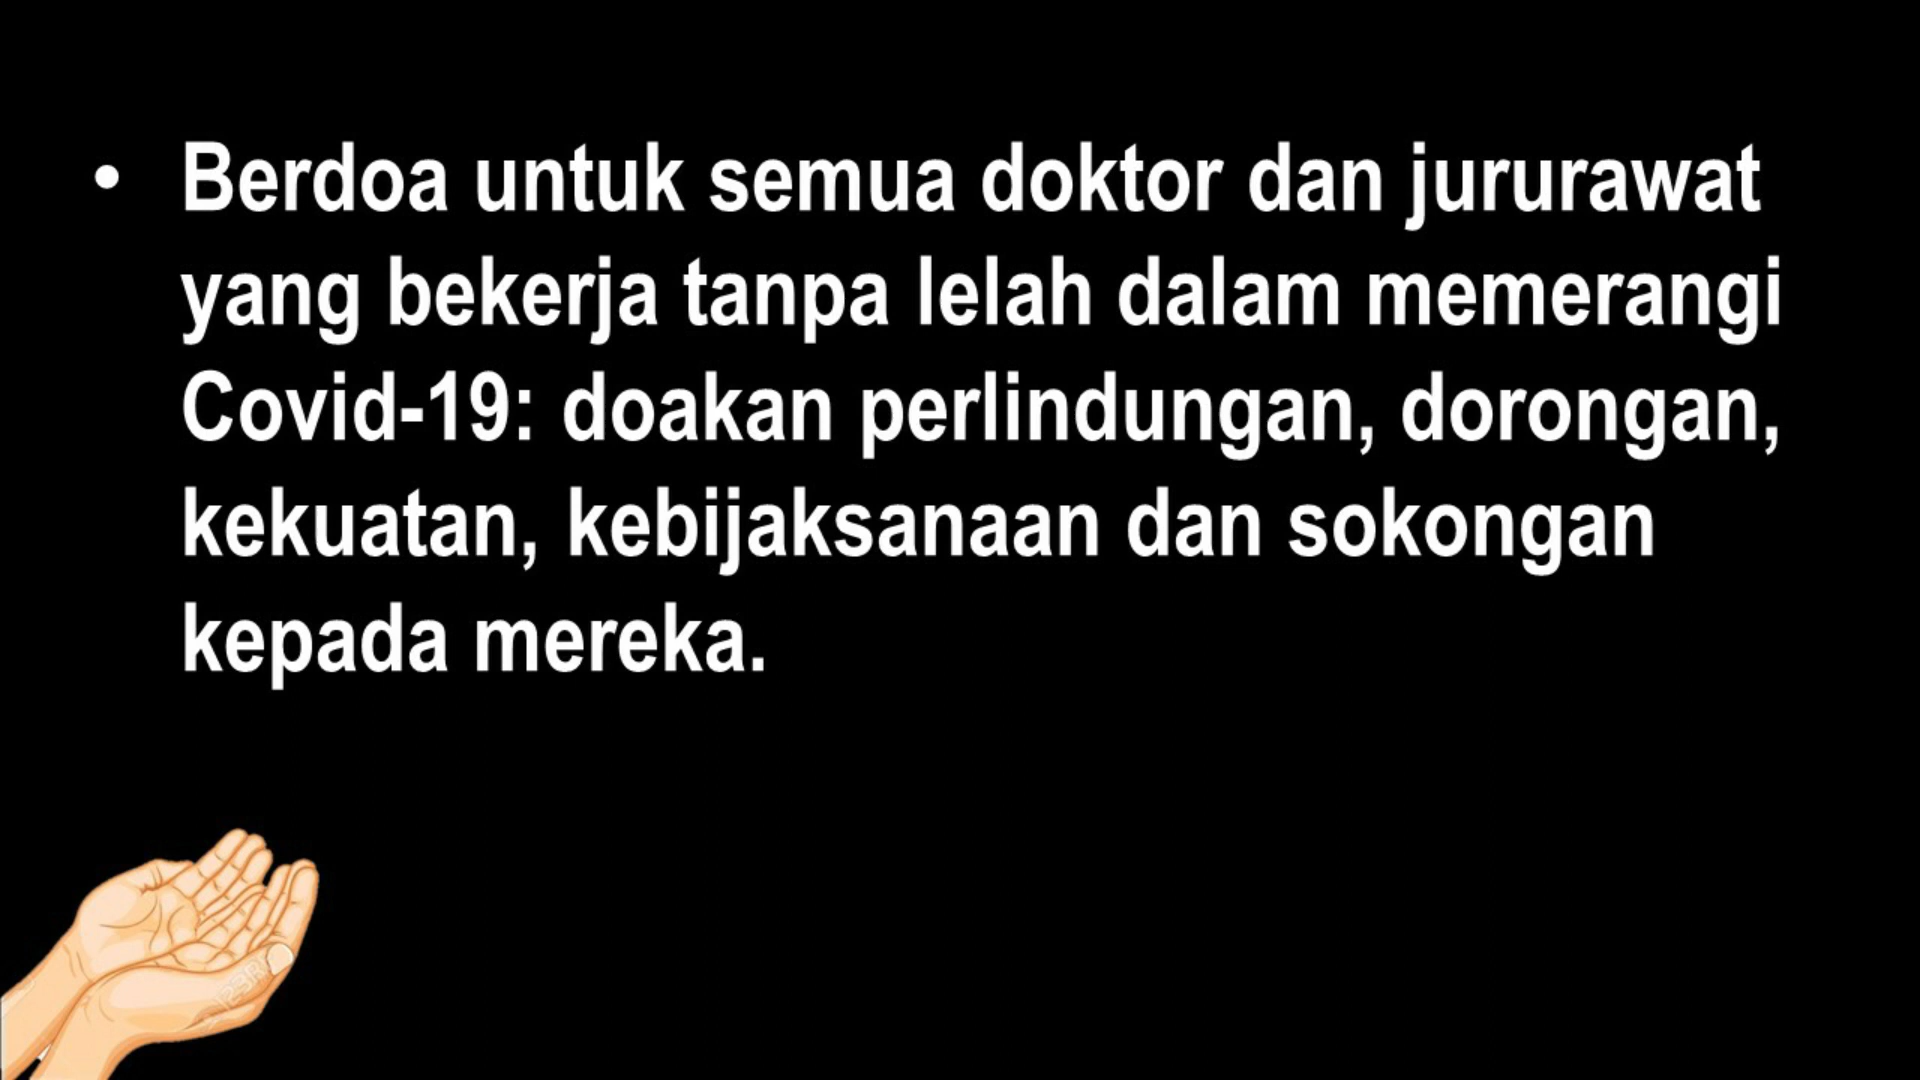 • Berdoa untuk semua doktor dan jururawat
yang bekerja tanpa lelah dalam memerangi
Covid-19: doakan perlindungan, dorongan,
kekuatan, kebijaksanaan dan sokongan
kepada mereka.